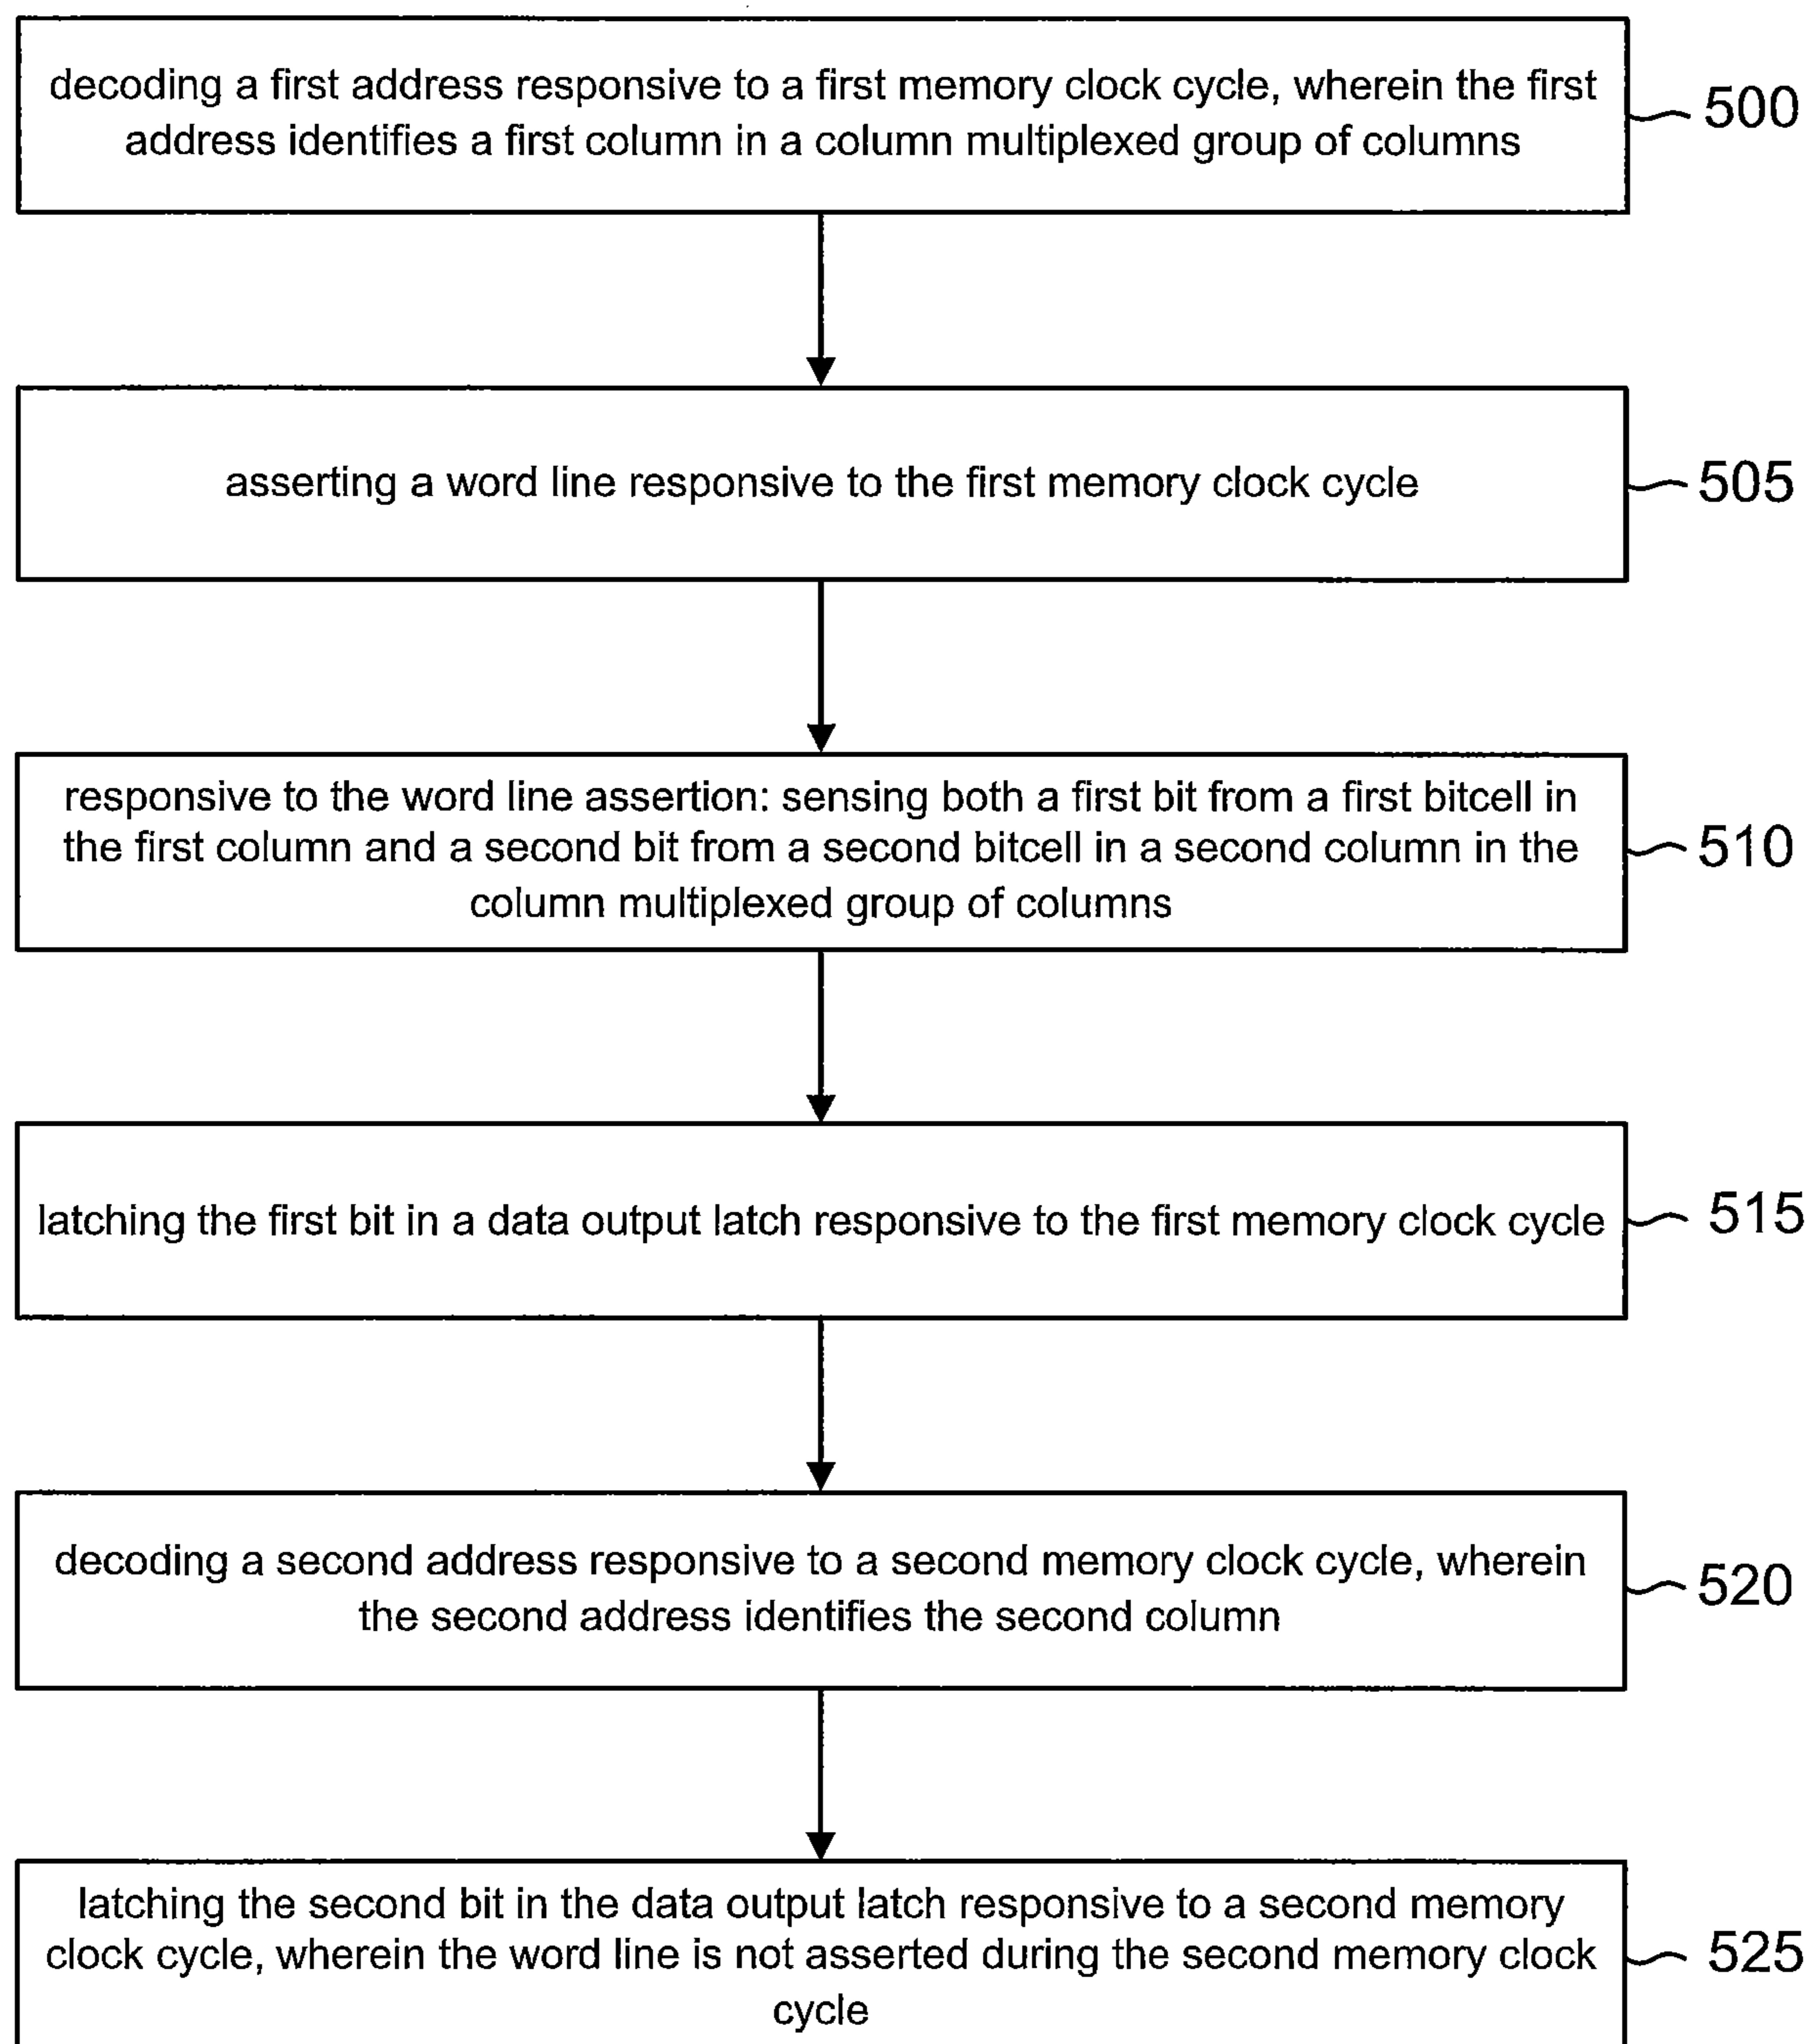 decoding a first address responsive to a first memory clock cycle, wherein the first
address identifies a first column in a column multiplexed group of columns
500
asserting a word line responsive to the first memory clock cycle
505
responsive to the word line assertion: sensing both a first bit from a first bitcell in
the first column and a second bit from a second bitcell in a second column in the
column multiplexed group of columns
510
latching the first bit in a data output latch responsive to the first memory clock cycle
515
decoding a second address responsive to a second memory clock cycle, wherein
the second address identifies the second column
520
latching the second bit in the data output latch responsive to a second memory
clock cycle, wherein the word line is not asserted during the second memory clock
cycle
525